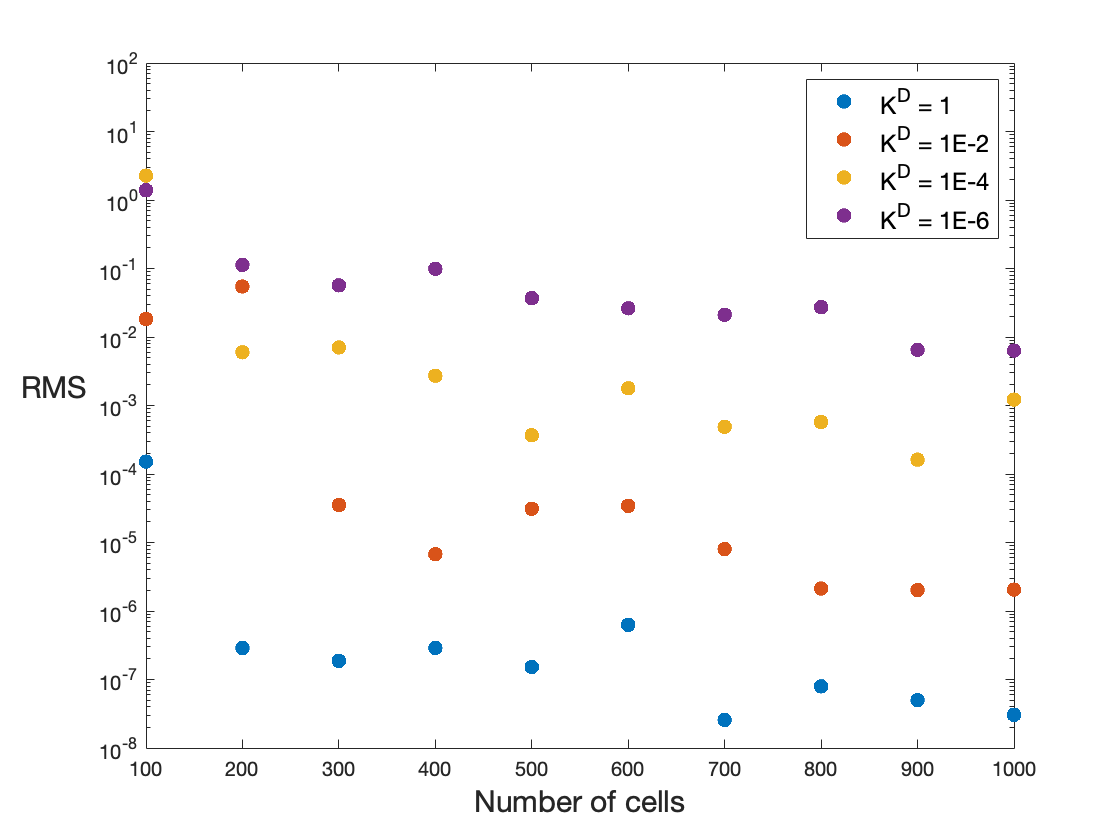 10^2
10^1
10^0
10^-1
10^-2
10^-3
10^-4
10^-5
10^-6
10^-7
10^-8
RMS
K^D = 1
K^D = 1E-2
K^D = 1E-4
K^D = 1E-6
100 200 300 400 500 600 700 800 900 1000
Number of cells